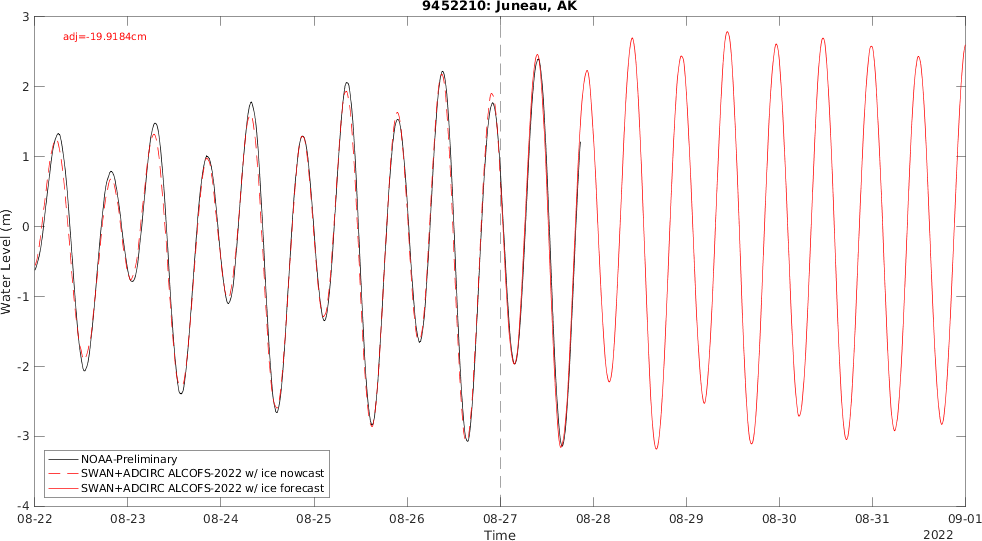 9452210: Juneau, AK
adj=-19.9184cm
3
2
1
0
-1
-2
-3
-4
Water Level (m)
NOAA-Preliminary
SWAN+ADCIRC ALCOFS-2022 w/ ice nowcast
SWAN+ADCIRC ALCOFS-2022 w/ ice forecast
08-22 08-23 08-24 08-25 08-26 08-27 08-28 08-29 08-30 08-31 09-01
Time
2022